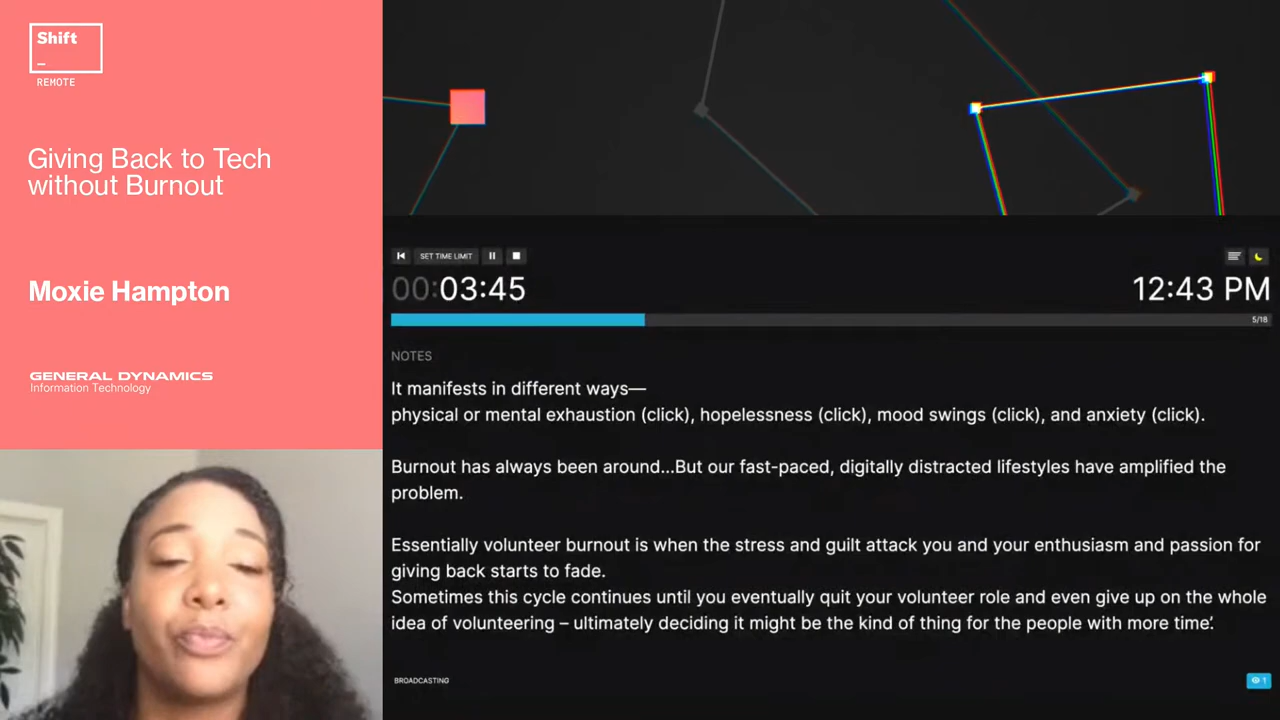 Shift
_
REMOTE
Giving Back to Tech
without Burnout
Moxie Hampton
GENERAL DYNAMICS
Information Technology
SET TIME LIMIT
00:03:45
12:43 PM
5/18
NOTES
It manifests in different ways—
physical or mental exhaustion (click), hopelessness (click), mood swings (click), and anxiety (click).
Burnout has always been around...But our fast-paced, digitally distracted lifestyles have amplified the
problem.
Essentially volunteer burnout is when the stress and guilt attack you and your enthusiasm and passion for
giving back starts to fade.
Sometimes this cycle continues until you eventually quit your volunteer role and even give up on the whole
idea of volunteering – ultimately deciding it might be the kind of thing for the people with more time'.
BROADCASTING
1